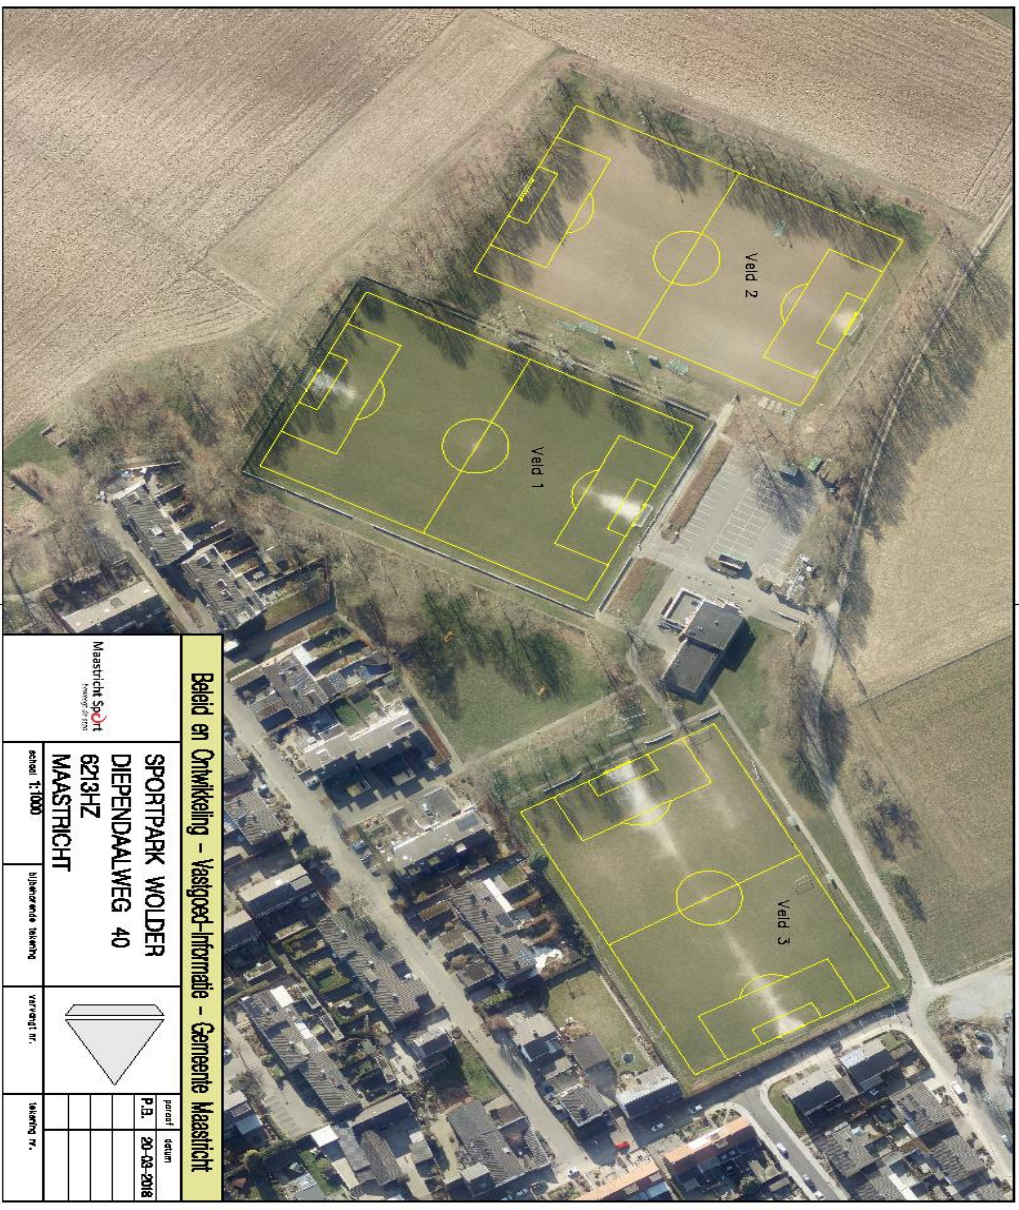 Veld 2
Veld 1
Veld 3
Beleid en Ontwikkeling - Vastgoed-Informatie - Gemeente Maastricht
Maastricht Sport
SPORTPARK WOLDER
DIEPENDAALWEG 40
6213HZ
MAASTRICHT
paraaf datum
P.B. 20-03-2018
schaal 1:1000
bijbehorende tekening
vervangt nr.
tekening nr.